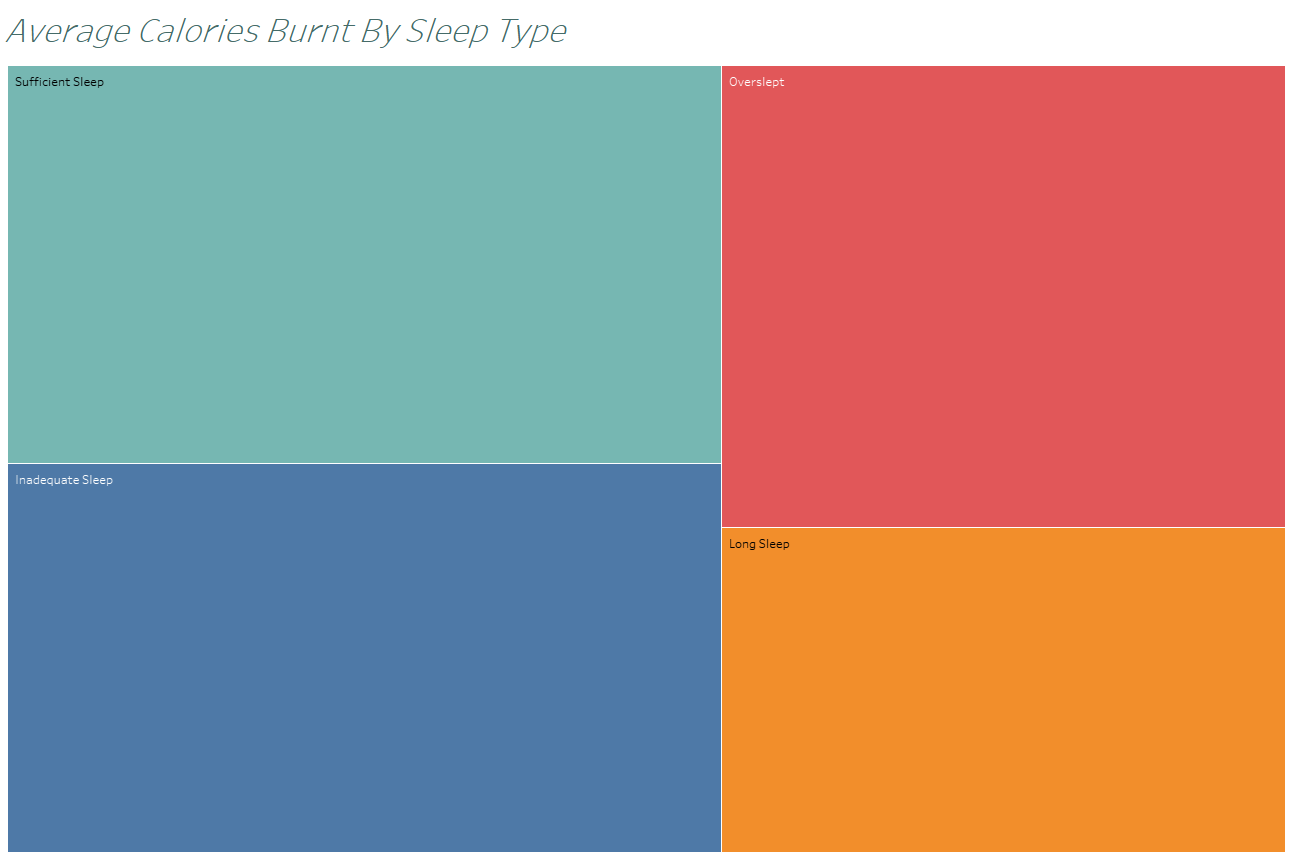 Average Calories Burnt By Sleep Type
Sufficient Sleep
Overslept
Inadequate Sleep
Long Sleep